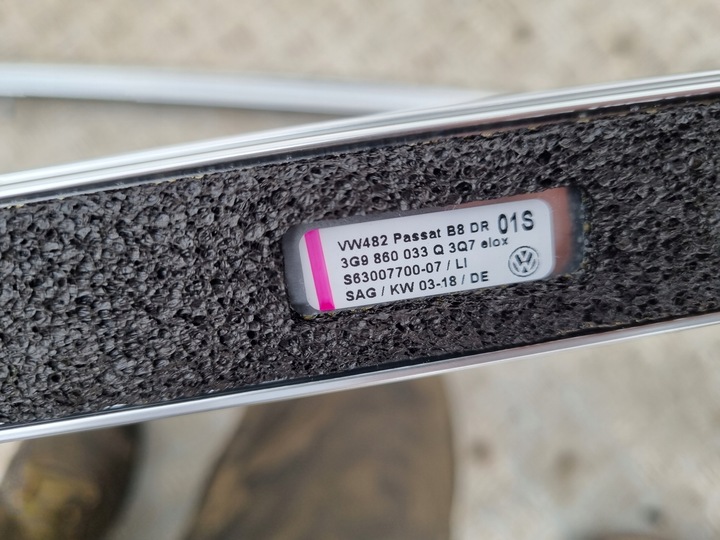 VW482 Passat B8 DR 01S
3G9 860 033 Q 3Q7 elox
S63007700-07 / LI
SAG / KW 03-18 / DE